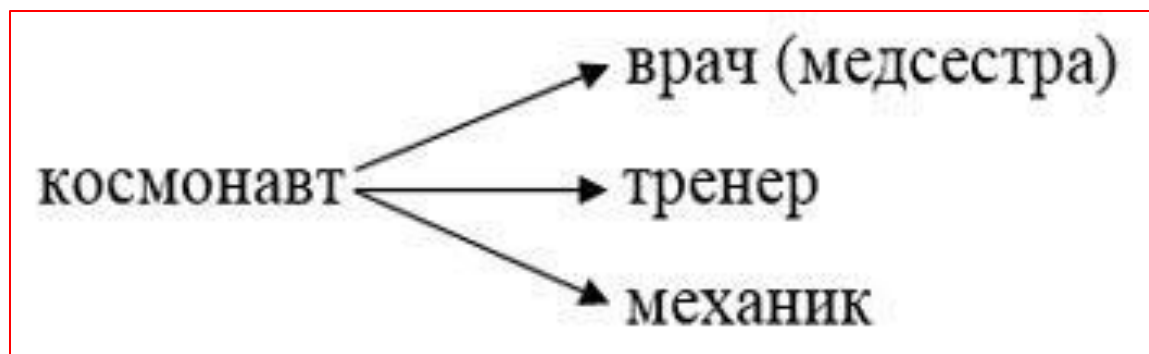 врач (медсестра)
космонавт
тренер
механик